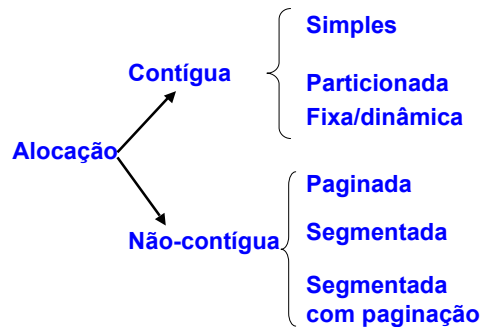 Alocação
Contígua
Simples
Particionada
Fixa/dinâmica
Não-contígua
Paginada
Segmentada
Segmentada
com paginação